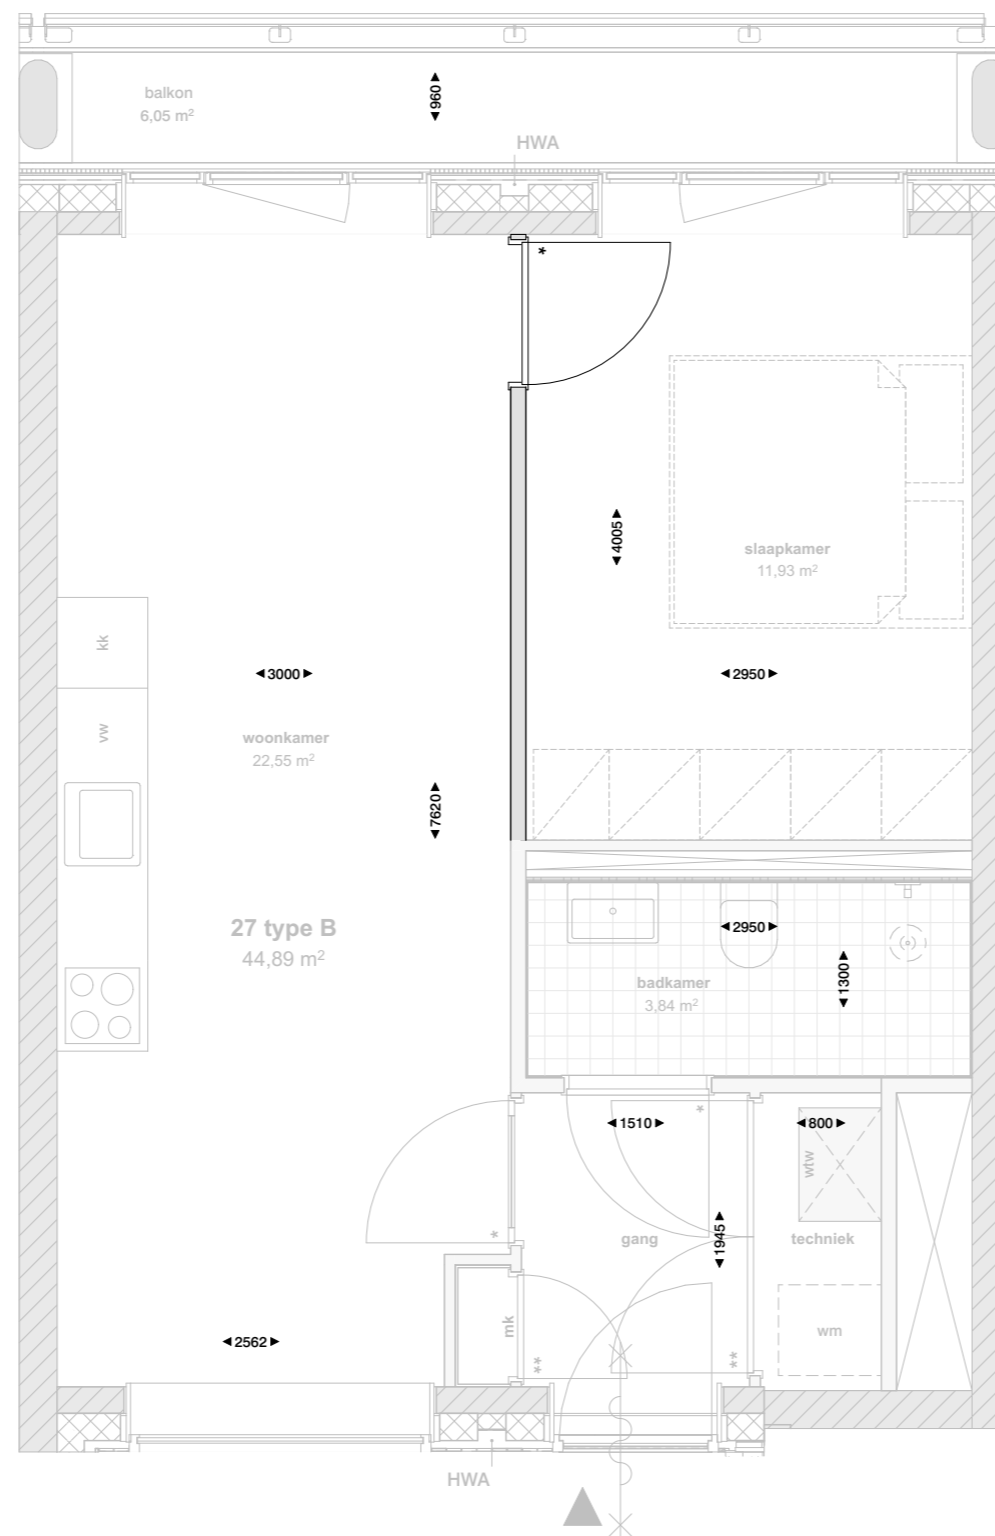 balkon
6,05 m²
960
HWA
*
4005
slaapkamer
11,93 m²
kk
3000
2950
vw
woonkamer
22,55 m²
7620
27 type B
44,89 m²
2950
badkamer
3,84 m²
1300
1510
*
800
wtw
*
gang
1945
techniek
2562
mk
**
**
wm
HWA